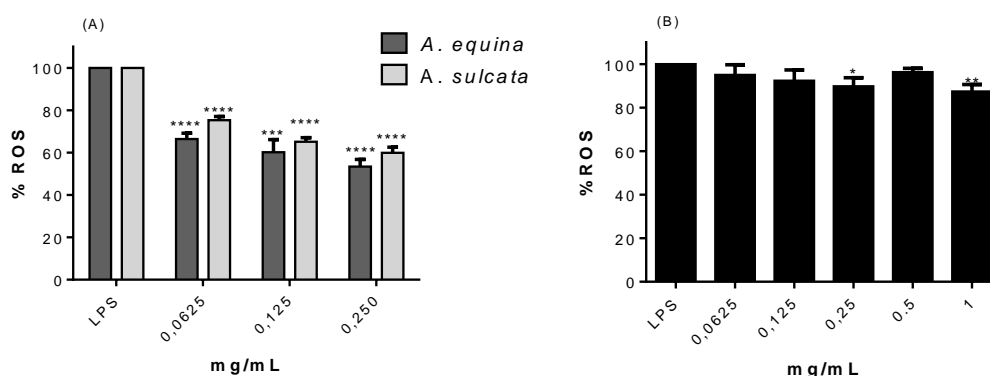 (A)
A. equina
A. sulcata
% ROS
100
80
60
40
20
0
****
****
***
****
****
****
LPS
0,0625
0,125
0,250
mg/mL
(B)
%ROS
100
80
60
40
20
0
*
**
LPS
0,0625
0,125
0,25
0.5
1
mg/mL